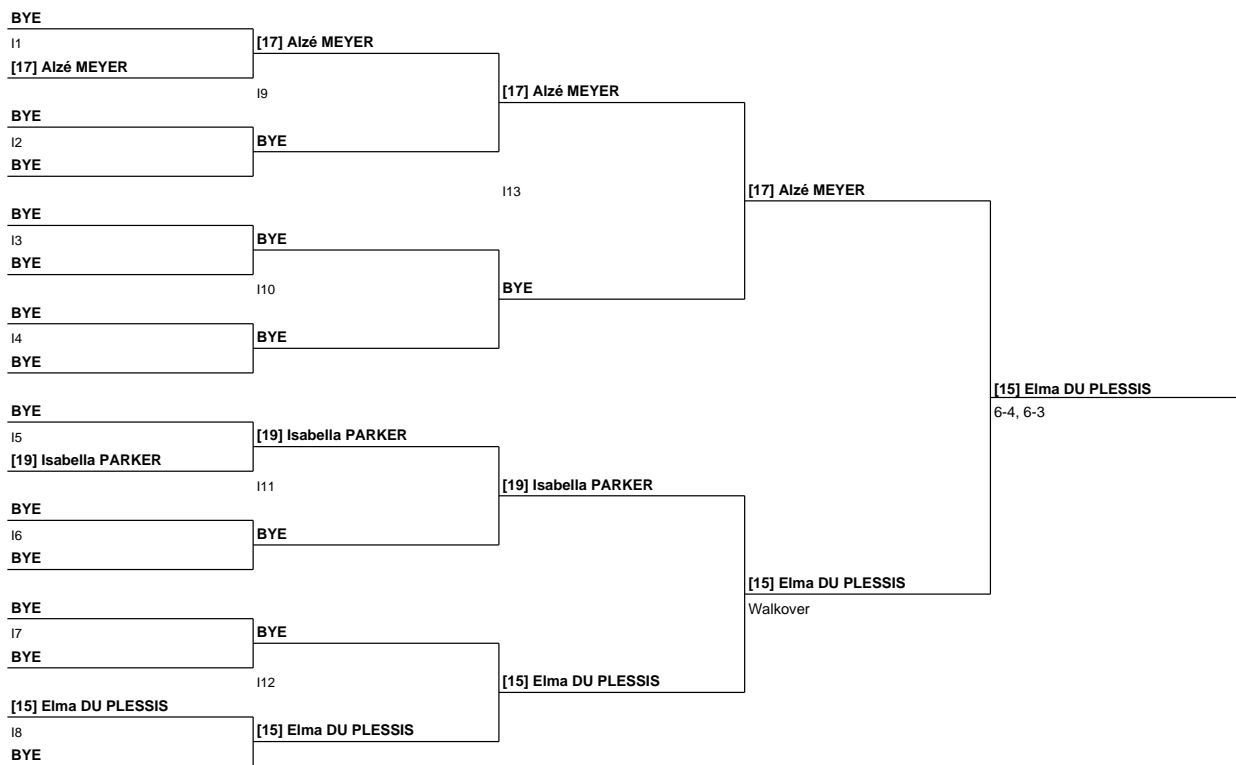 BYE
I1
[17] Alzé MEYER
BYE
I2
BYE
BYE
I3
BYE
BYE
I4
BYE
BYE
I5
[19] Isabella PARKER
BYE
I6
BYE
BYE
I7
BYE
[15] Elma DU PLESSIS
I8
BYE
[17] Alzé MEYER
I9
BYE
BYE
I10
BYE
[19] Isabella PARKER
I11
BYE
BYE
I12
[15] Elma DU PLESSIS
[17] Alzé MEYER
I13
BYE
[19] Isabella PARKER
[15] Elma DU PLESSIS
[17] Alzé MEYER
[15] Elma DU PLESSIS
Walkover
[15] Elma DU PLESSIS
6-4, 6-3